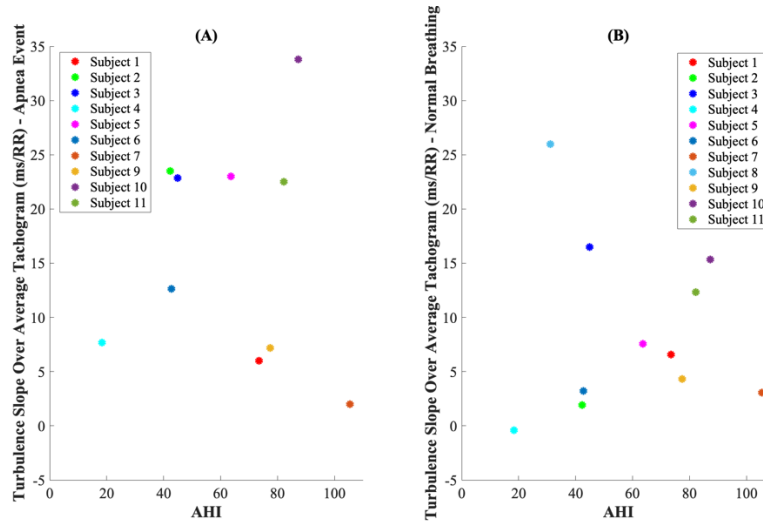 (A)
Turbulence Slope Over Average Tachogram (ms/RR) - Apnea Event
35
30
25
20
15
10
5
0
-5
Subject 1
Subject 2
Subject 3
Subject 4
Subject 5
Subject 6
Subject 7
Subject 9
Subject 10
Subject 11
0 20 40 60 80 100
AHI
(B)
Turbulence Slope Over Average Tachogram (ms/RR) - Normal Breathing
35
30
25
20
15
10
5
0
-5
Subject 1
Subject 2
Subject 3
Subject 4
Subject 5
Subject 6
Subject 7
Subject 8
Subject 9
Subject 10
Subject 11
0 20 40 60 80 100
AHI